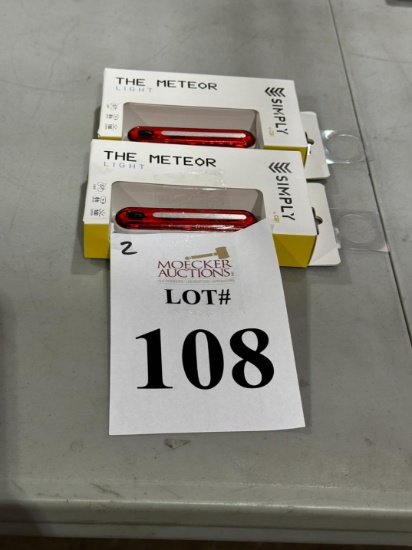 THE METEOR
LIGHT
SIMPLY
THE METEOR
LIGHT
SIMPLY
2
MOECKER
AUCTIONS
LOT#
108